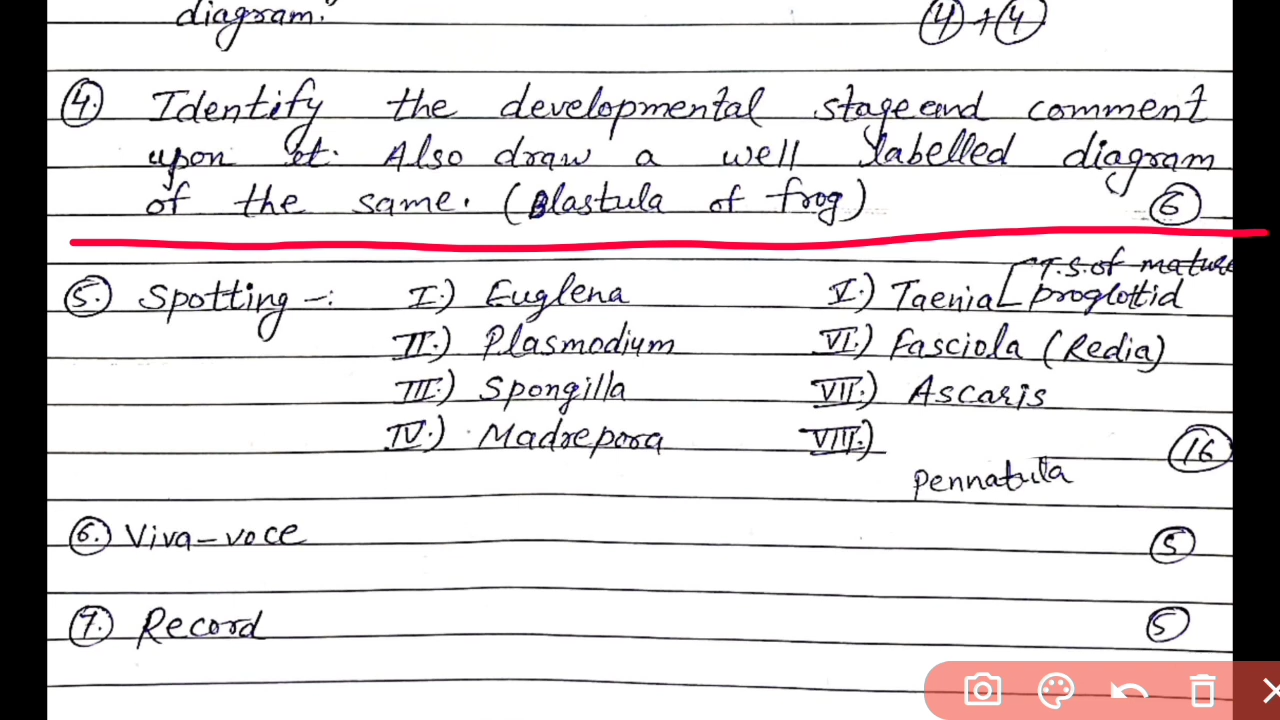 diagram." (4)+(4)
(4.) Identify the developmental stage and comment
upon it. Also draw a well labelled diagram
of the same. (Blastula of frog) (6)
(5.) Spotting -: I.) Euglena V.) Taenia [T.S. of mature proglottid
II.) Plasmodium VI.) Fasciola (Redia)
III.) Spongilla VII.) Ascaris
IV.) Madrepora VIII.) (16)
Pennatula
(6.) Viva-voce (5)
(7.) Record (5)